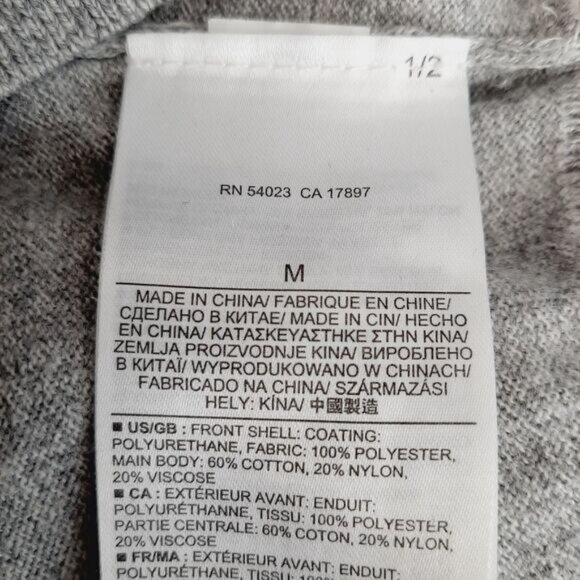 1/2
RN 54023 CA 17897
M
MADE IN CHINA/ FABRIQUE EN CHINE/
СДЕЛАНО В КИТАЕ/ MADE IN CIN/ HECHO
EN CHINA/ ΚΑΤΑΣΚΕΥΑΣΤΗΚΕ ΣΤΗΝ ΚΙΝΑ/
ZEMLJA PROIZVODNJE KINA/ ВИРОБЛЕНО
В КИТАЇ/ WYPRODUKOWANO W CHINACH/
FABRICADO NA CHINA/ SZÁRMAZÁSI
HELY: KÍNA/ 中國製造
US/GB : FRONT SHELL: COATING:
POLYURETHANE, FABRIC: 100% POLYESTER,
MAIN BODY: 60% COTTON, 20% NYLON,
20% VISCOSE
CA : EXTÉRIEUR AVANT: ENDUIT:
POLYURÉTHANNE, TISSU: 100% POLYESTER,
PARTIE CENTRALE: 60% COTON, 20% NYLON,
20% VISCOSE
FR/MA : EXTÉRIEUR AVANT: ENDUIT: